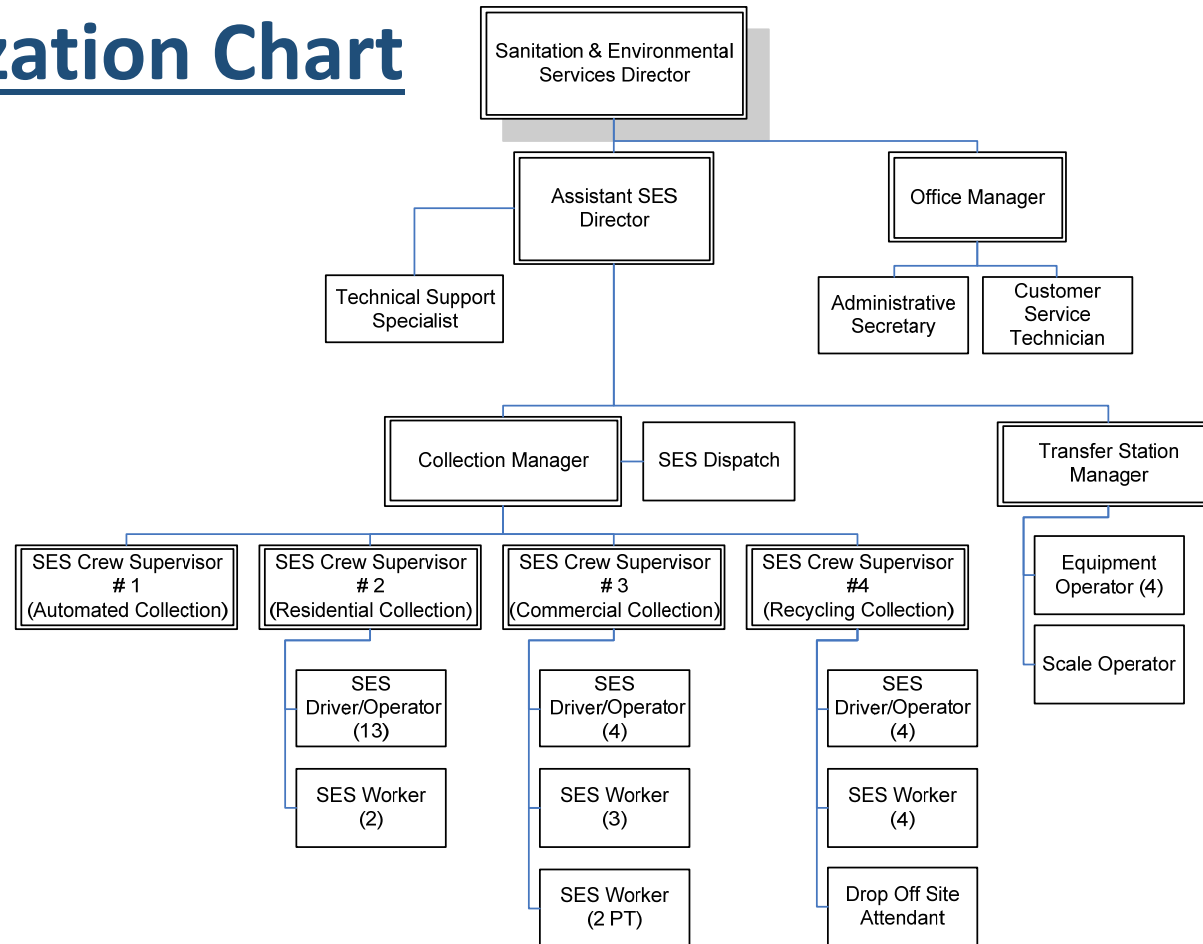 zation Chart
Sanitation & Environmental
Services Director
Assistant SES
Director
Office Manager
Technical Support
Specialist
Administrative
Secretary
Customer
Service
Technician
Collection Manager
SES Dispatch
Transfer Station
Manager
SES Crew Supervisor
# 1
(Automated Collection)
SES Crew Supervisor
# 2
(Residential Collection)
SES Crew Supervisor
# 3
(Commercial Collection)
SES Crew Supervisor
#4
(Recycling Collection)
Equipment
Operator (4)
Scale Operator
SES
Driver/Operator
(13)
SES Worker
(2)
SES
Driver/Operator
(4)
SES Worker
(3)
SES Worker
(2 PT)
SES
Driver/Operator
(4)
SES Worker
(4)
Drop Off Site
Attendant